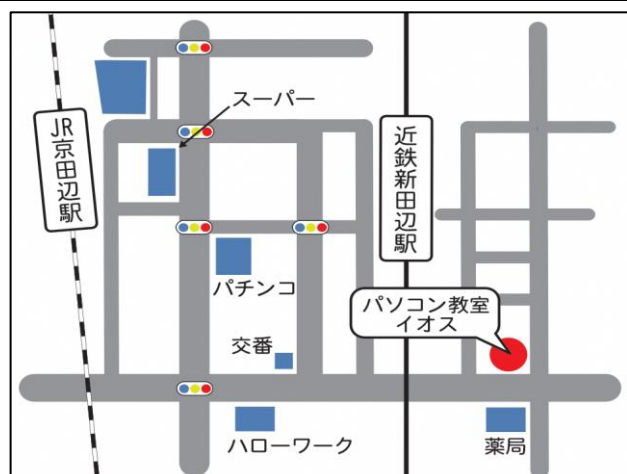 スーパー
JR京田辺駅
近鉄新田辺駅
パチンコ
パソコン教室
イオス
交番
ハローワーク
薬局